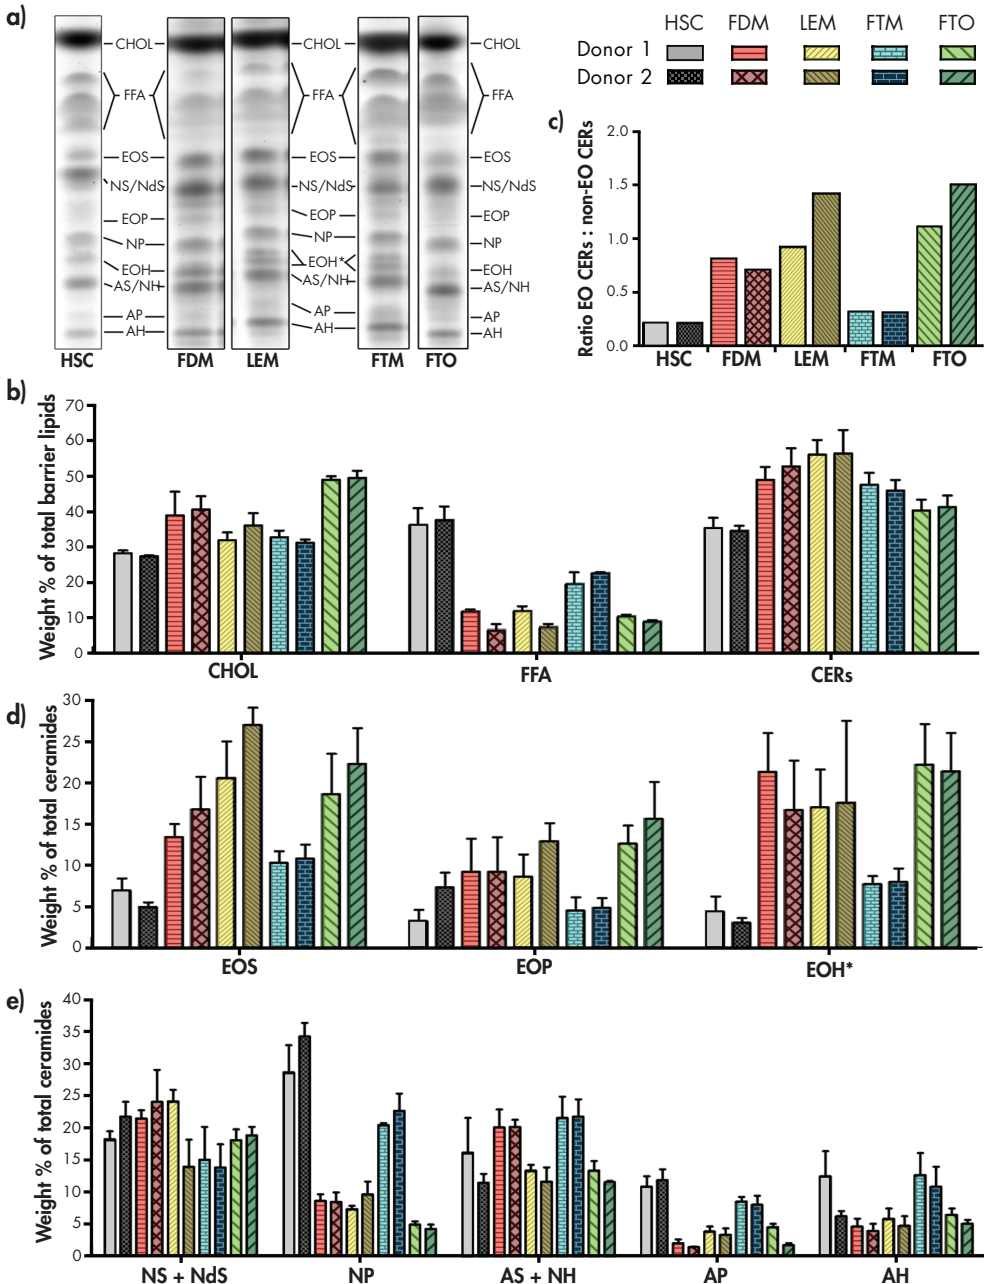 a)
CHOL
CHOL
CHOL
FFA
FFA
FFA
EOS
EOS
EOS
NS/NdS
NS/NdS
NS/NdS
EOP
EOP
EOP
NP
NP
NP
EOH
EOH*
EOH
AS/NH
AS/NH
AS/NH
AP
AP
AP
AH
AH
AH
HSC
FDM
LEM
FTM
FTO
HSC FDM LEM FTM FTO
Donor 1
Donor 2
c)
Ratio EO CERs : non-EO CERs
2.0
1.5
1.0
0.5
0.0
HSC FDM LEM FTM FTO
b)
Weight % of total barrier lipids
70
60
50
40
30
20
10
0
CHOL FFA CERs
d)
Weight % of total ceramides
30
25
20
15
10
5
0
EOS EOP EOH*
e)
Weight % of total ceramides
40
35
30
25
20
15
10
5
0
NS + NdS NP AS + NH AP AH